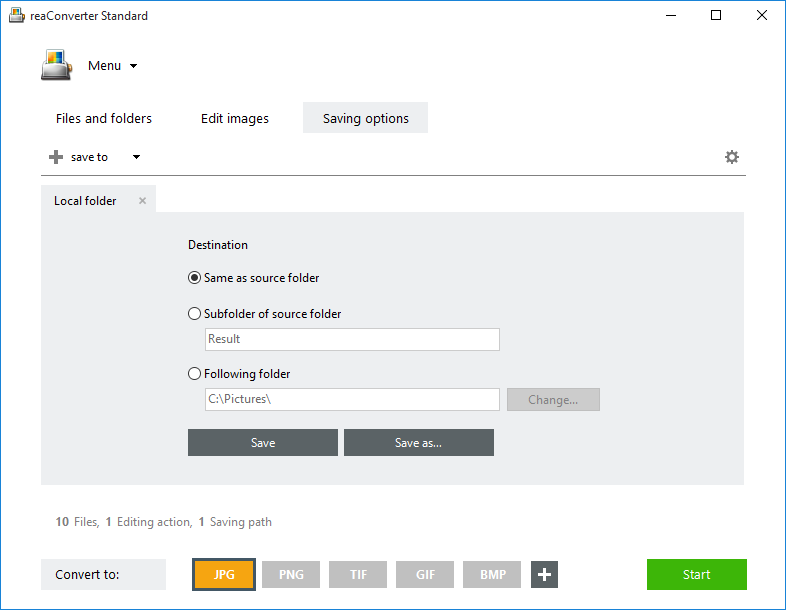 reaConverter Standard
Menu
Files and folders Edit images Saving options
save to
Local folder ×
Destination
Same as source folder
Subfolder of source folder
Result
Following folder
C:\Pictures\ Change...
Save Save as...
10 Files, 1 Editing action, 1 Saving path
Convert to: JPG PNG TIF GIF BMP + Start